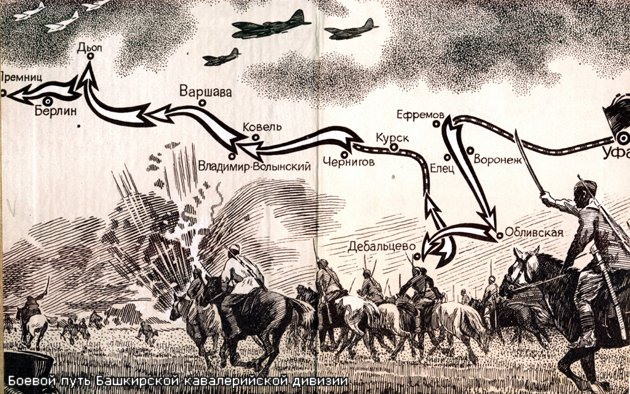 Дьоп
Премниц
Берлин
Варшава
Ковель
Владимир-Волынский
Чернигов
Курск
Ефремов
Елец
Воронеж
Уфа
Обливская
Дебальцево
Боевой путь Башкирской кавалерийской дивизии